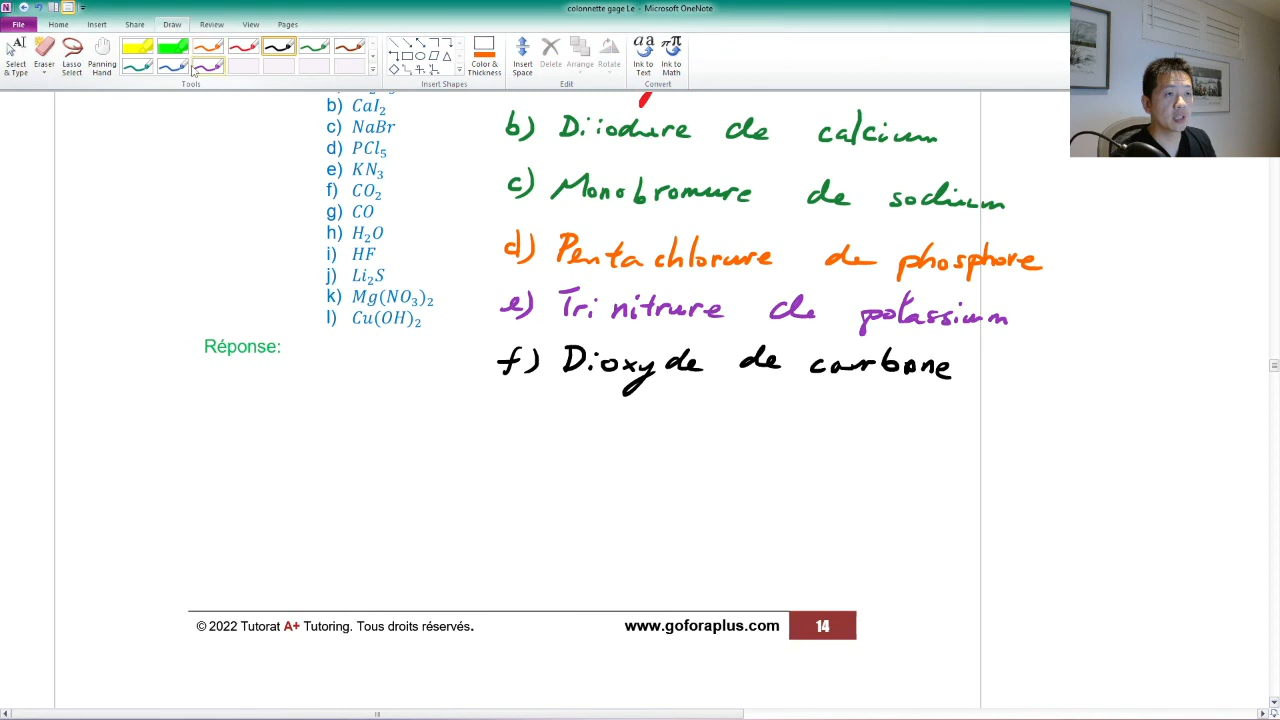 colonnette gage Le - Microsoft OneNote
File Home Insert Share Draw Review View Pages
Select & Type
Eraser
Lasso Select
Panning Hand
Color & Thickness
Insert Space
Delete
Arrange
Rotate
Ink to Text
Ink to Math
Tools
Insert Shapes
Edit
Convert
b) CaI₂
c) NaBr
d) PCl₅
e) KN₃
f) CO₂
g) CO
h) H₂O
i) HF
j) Li₂S
k) Mg(NO₃)₂
l) Cu(OH)₂
Réponse:
b) Diiodure de calcium
c) Monobromure de sodium
d) Pentachlorure de phosphore
e) Trinitrure de potassium
f) Dioxyde de carbone
© 2022 Tutorat A+ Tutoring. Tous droits réservés.
www.goforaplus.com 14